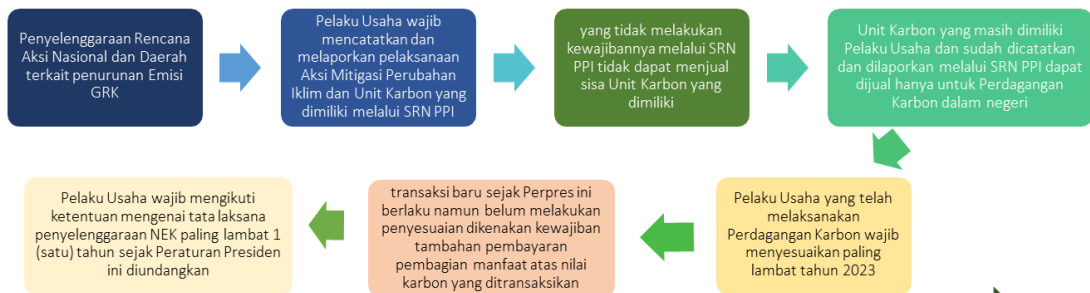 Penyelenggaraan Rencana
Aksi Nasional dan Daerah
terkait penurunan Emisi
GRK
Pelaku Usaha wajib
mencatatkan dan
melaporkan pelaksanaan
Aksi Mitigasi Perubahan
Iklim dan Unit Karbon yang
dimiliki melalui SRN PPI
yang tidak melakukan
kewajibannya melalui SRN
PPI tidak dapat menjual
sisa Unit Karbon yang
dimiliki
Unit Karbon yang masih dimiliki
Pelaku Usaha dan sudah dicatatkan
dan dilaporkan melalui SRN PPI dapat
dijual hanya untuk Perdagangan
Karbon dalam negeri
Pelaku Usaha yang telah
melaksanakan
Perdagangan Karbon wajib
menyesuaikan paling
lambat tahun 2023
transaksi baru sejak Perpres ini
berlaku namun belum melakukan
penyesuaian dikenakan kewajiban
tambahan pembayaran
pembagian manfaat atas nilai
karbon yang ditransaksikan
Pelaku Usaha wajib mengikuti
ketentuan mengenai tata laksana
penyelenggaraan NEK paling lambat 1
(satu) tahun sejak Peraturan Presiden
ini diundangkan